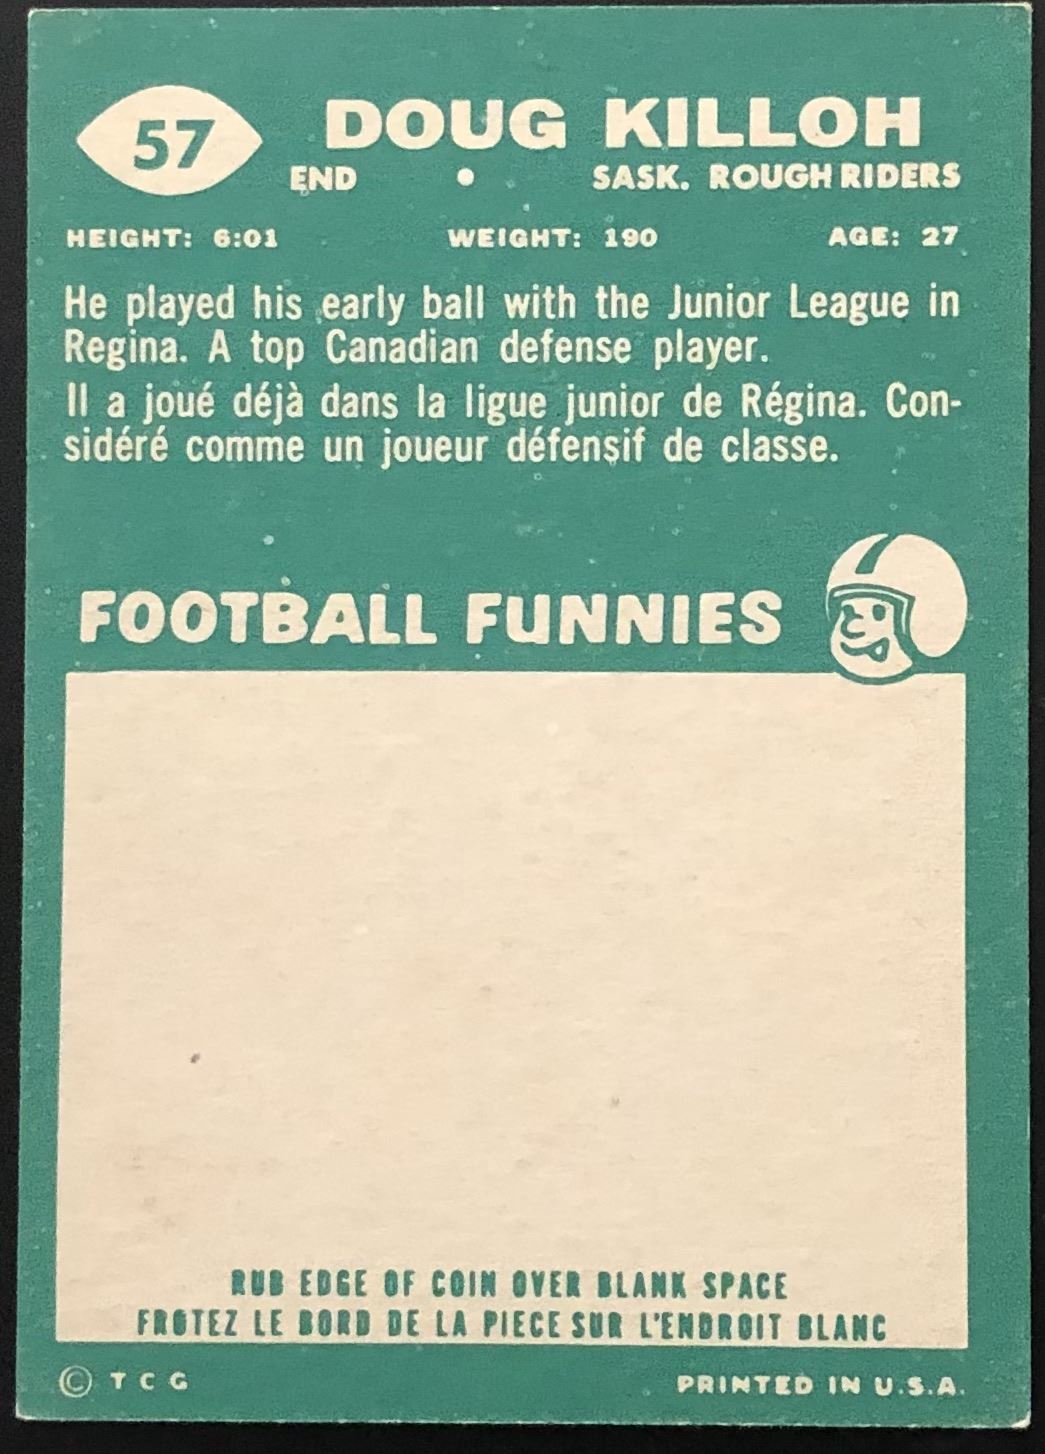 57
DOUG KILLOH
END • SASK. ROUGHRIDERS
HEIGHT: 6:01 WEIGHT: 190 AGE: 27
He played his early ball with the Junior League in
Regina. A top Canadian defense player.
Il a joué déjà dans la ligue junior de Régina. Con-
sidéré comme un joueur défensif de classe.
FOOTBALL FUNNIES
RUB EDGE OF COIN OVER BLANK SPACE
FROTEZ LE BORD DE LA PIECE SUR L'ENDROIT BLANC
© T C G PRINTED IN U.S.A.